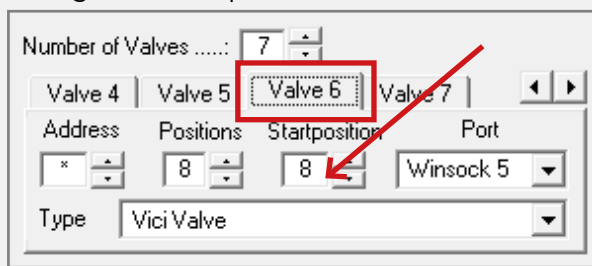 Number of Valves .....: 7
Valve 4 Valve 5 Valve 6 Valve 7
Address Positions Startposition Port
* 8 8 Winsock 5
Type Vici Valve